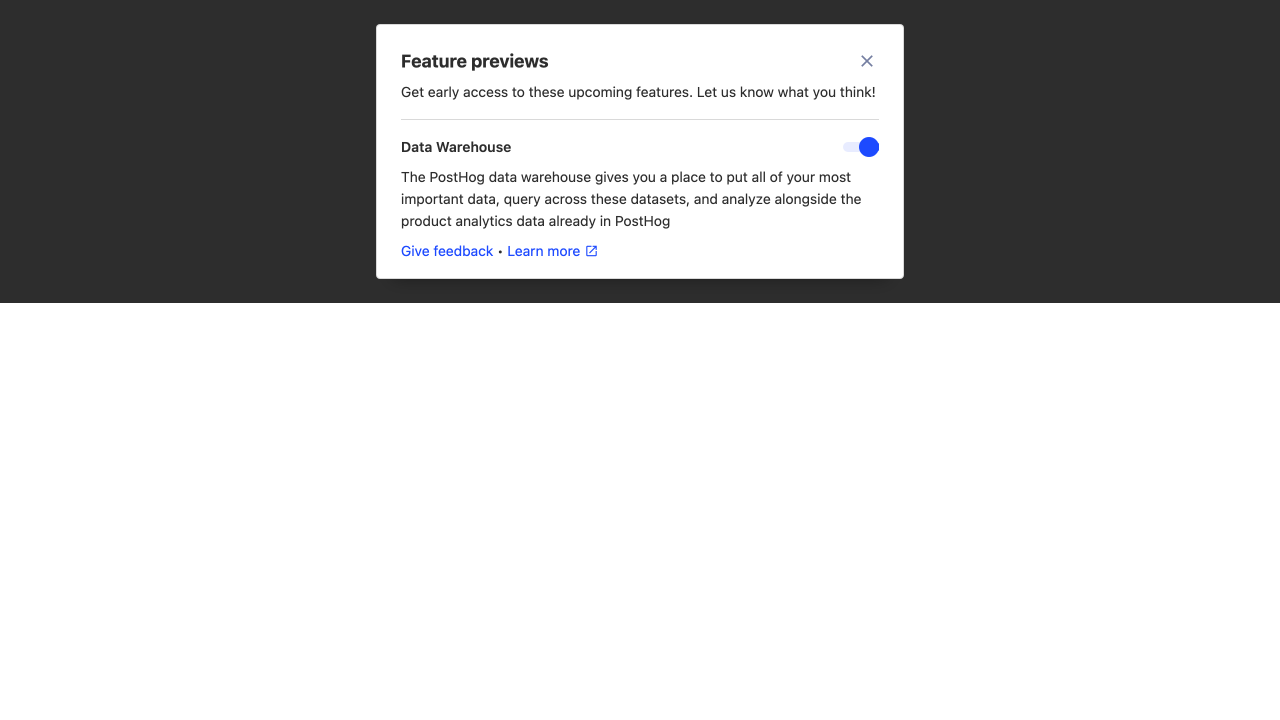 Feature previews
Get early access to these upcoming features. Let us know what you think!
Data Warehouse
The PostHog data warehouse gives you a place to put all of your most
important data, query across these datasets, and analyze alongside the
product analytics data already in PostHog
Give feedback • Learn more